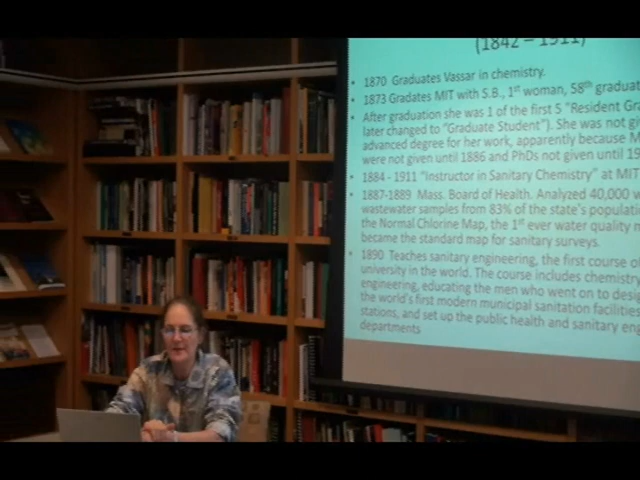 (1842 – 1911)
• 1870 Graduates Vassar in chemistry.
• 1873 Gradates MIT with S.B., 1st woman, 58th graduat
• After graduation she was 1 of the first 5 "Resident Gr
later changed to "Graduate Student"). She was not gi
advanced degree for her work, apparently because M
were not given until 1886 and PhDs not given until 19
• 1884 - 1911 "Instructor in Sanitary Chemistry" at MIT
• 1887-1889 Mass. Board of Health. Analyzed 40,000 w
wastewater samples from 83% of the state's populati
the Normal Chlorine Map, the 1st ever water quality
became the standard map for sanitary surveys.
• 1890 Teaches sanitary engineering, the first course of
university in the world. The course includes chemistry
engineering, educating the men who went on to des
the world's first modern municipal sanitation facilities
stations, and set up the public health and sanitary eng
departments